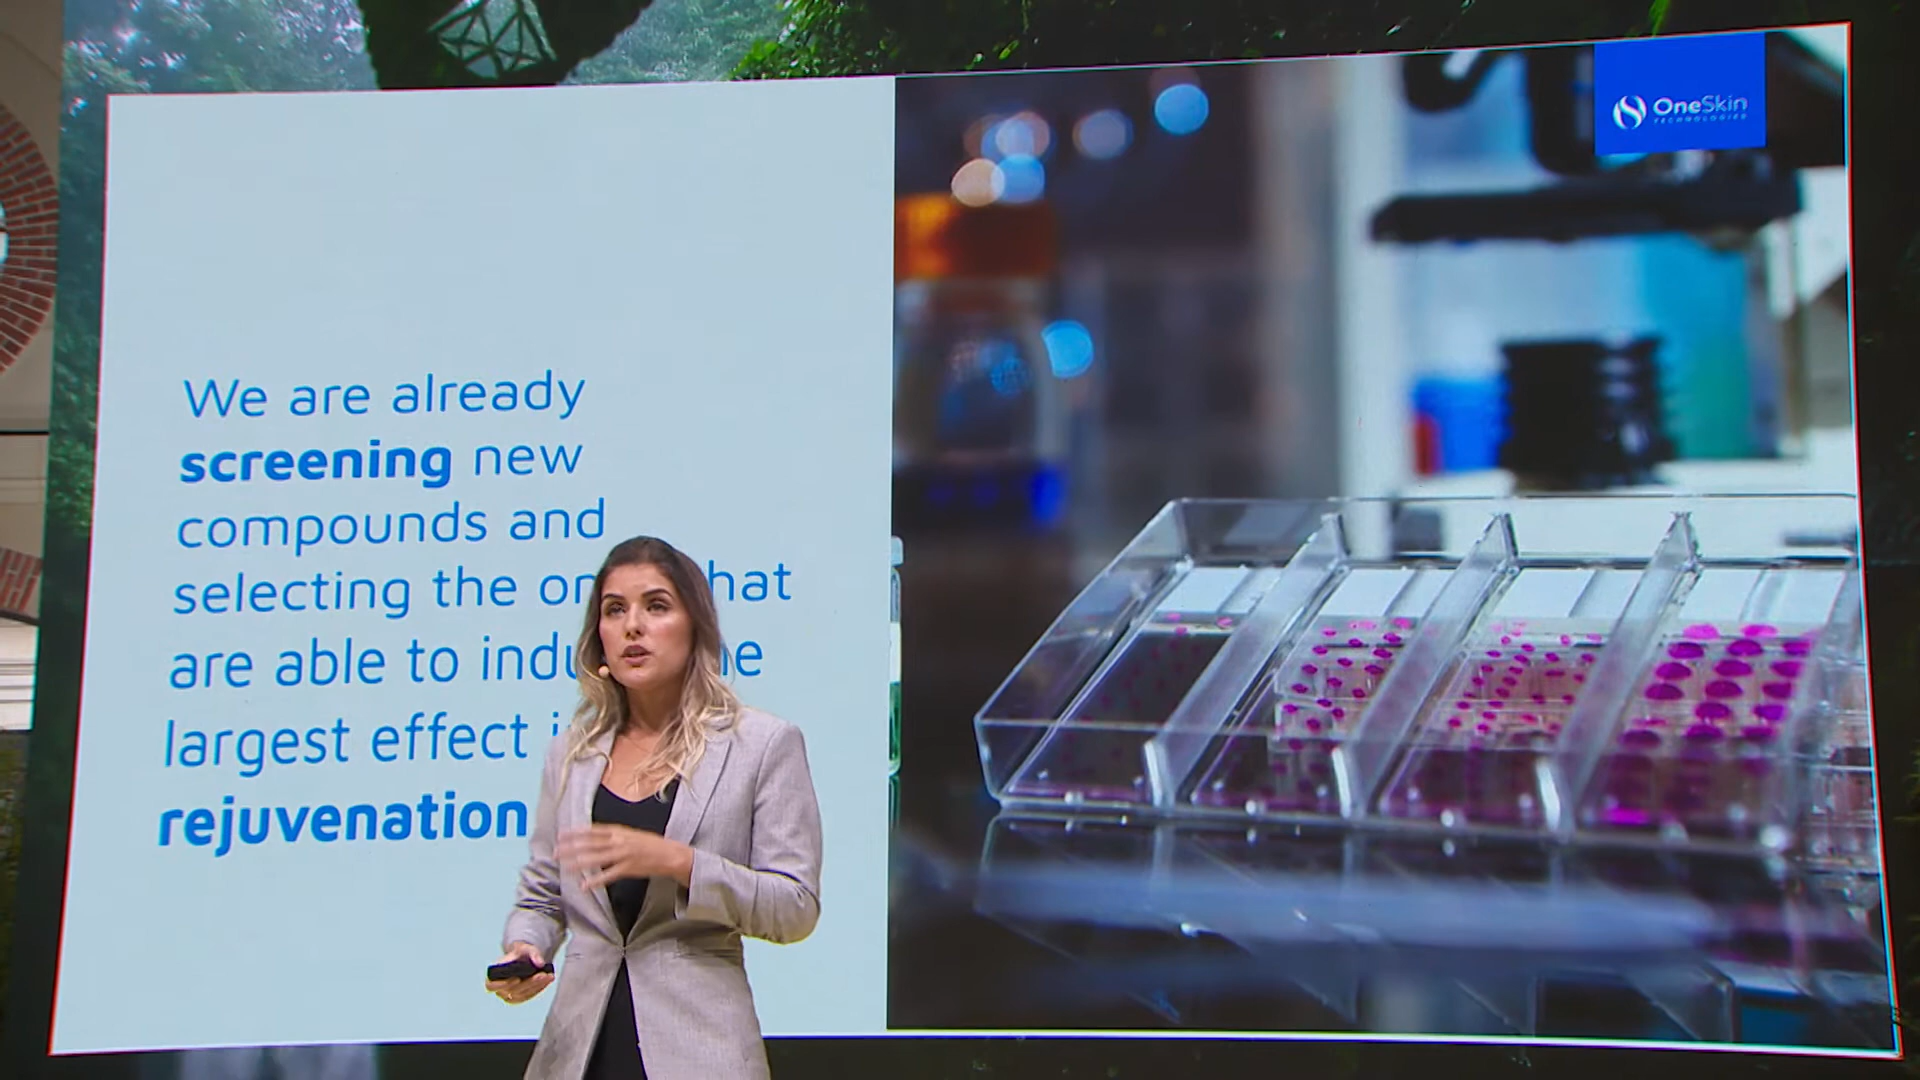 We are already
screening new
compounds and
selecting the
are able to
largest effect
rejuvenation
OneSkin
TECHNOLOGIES